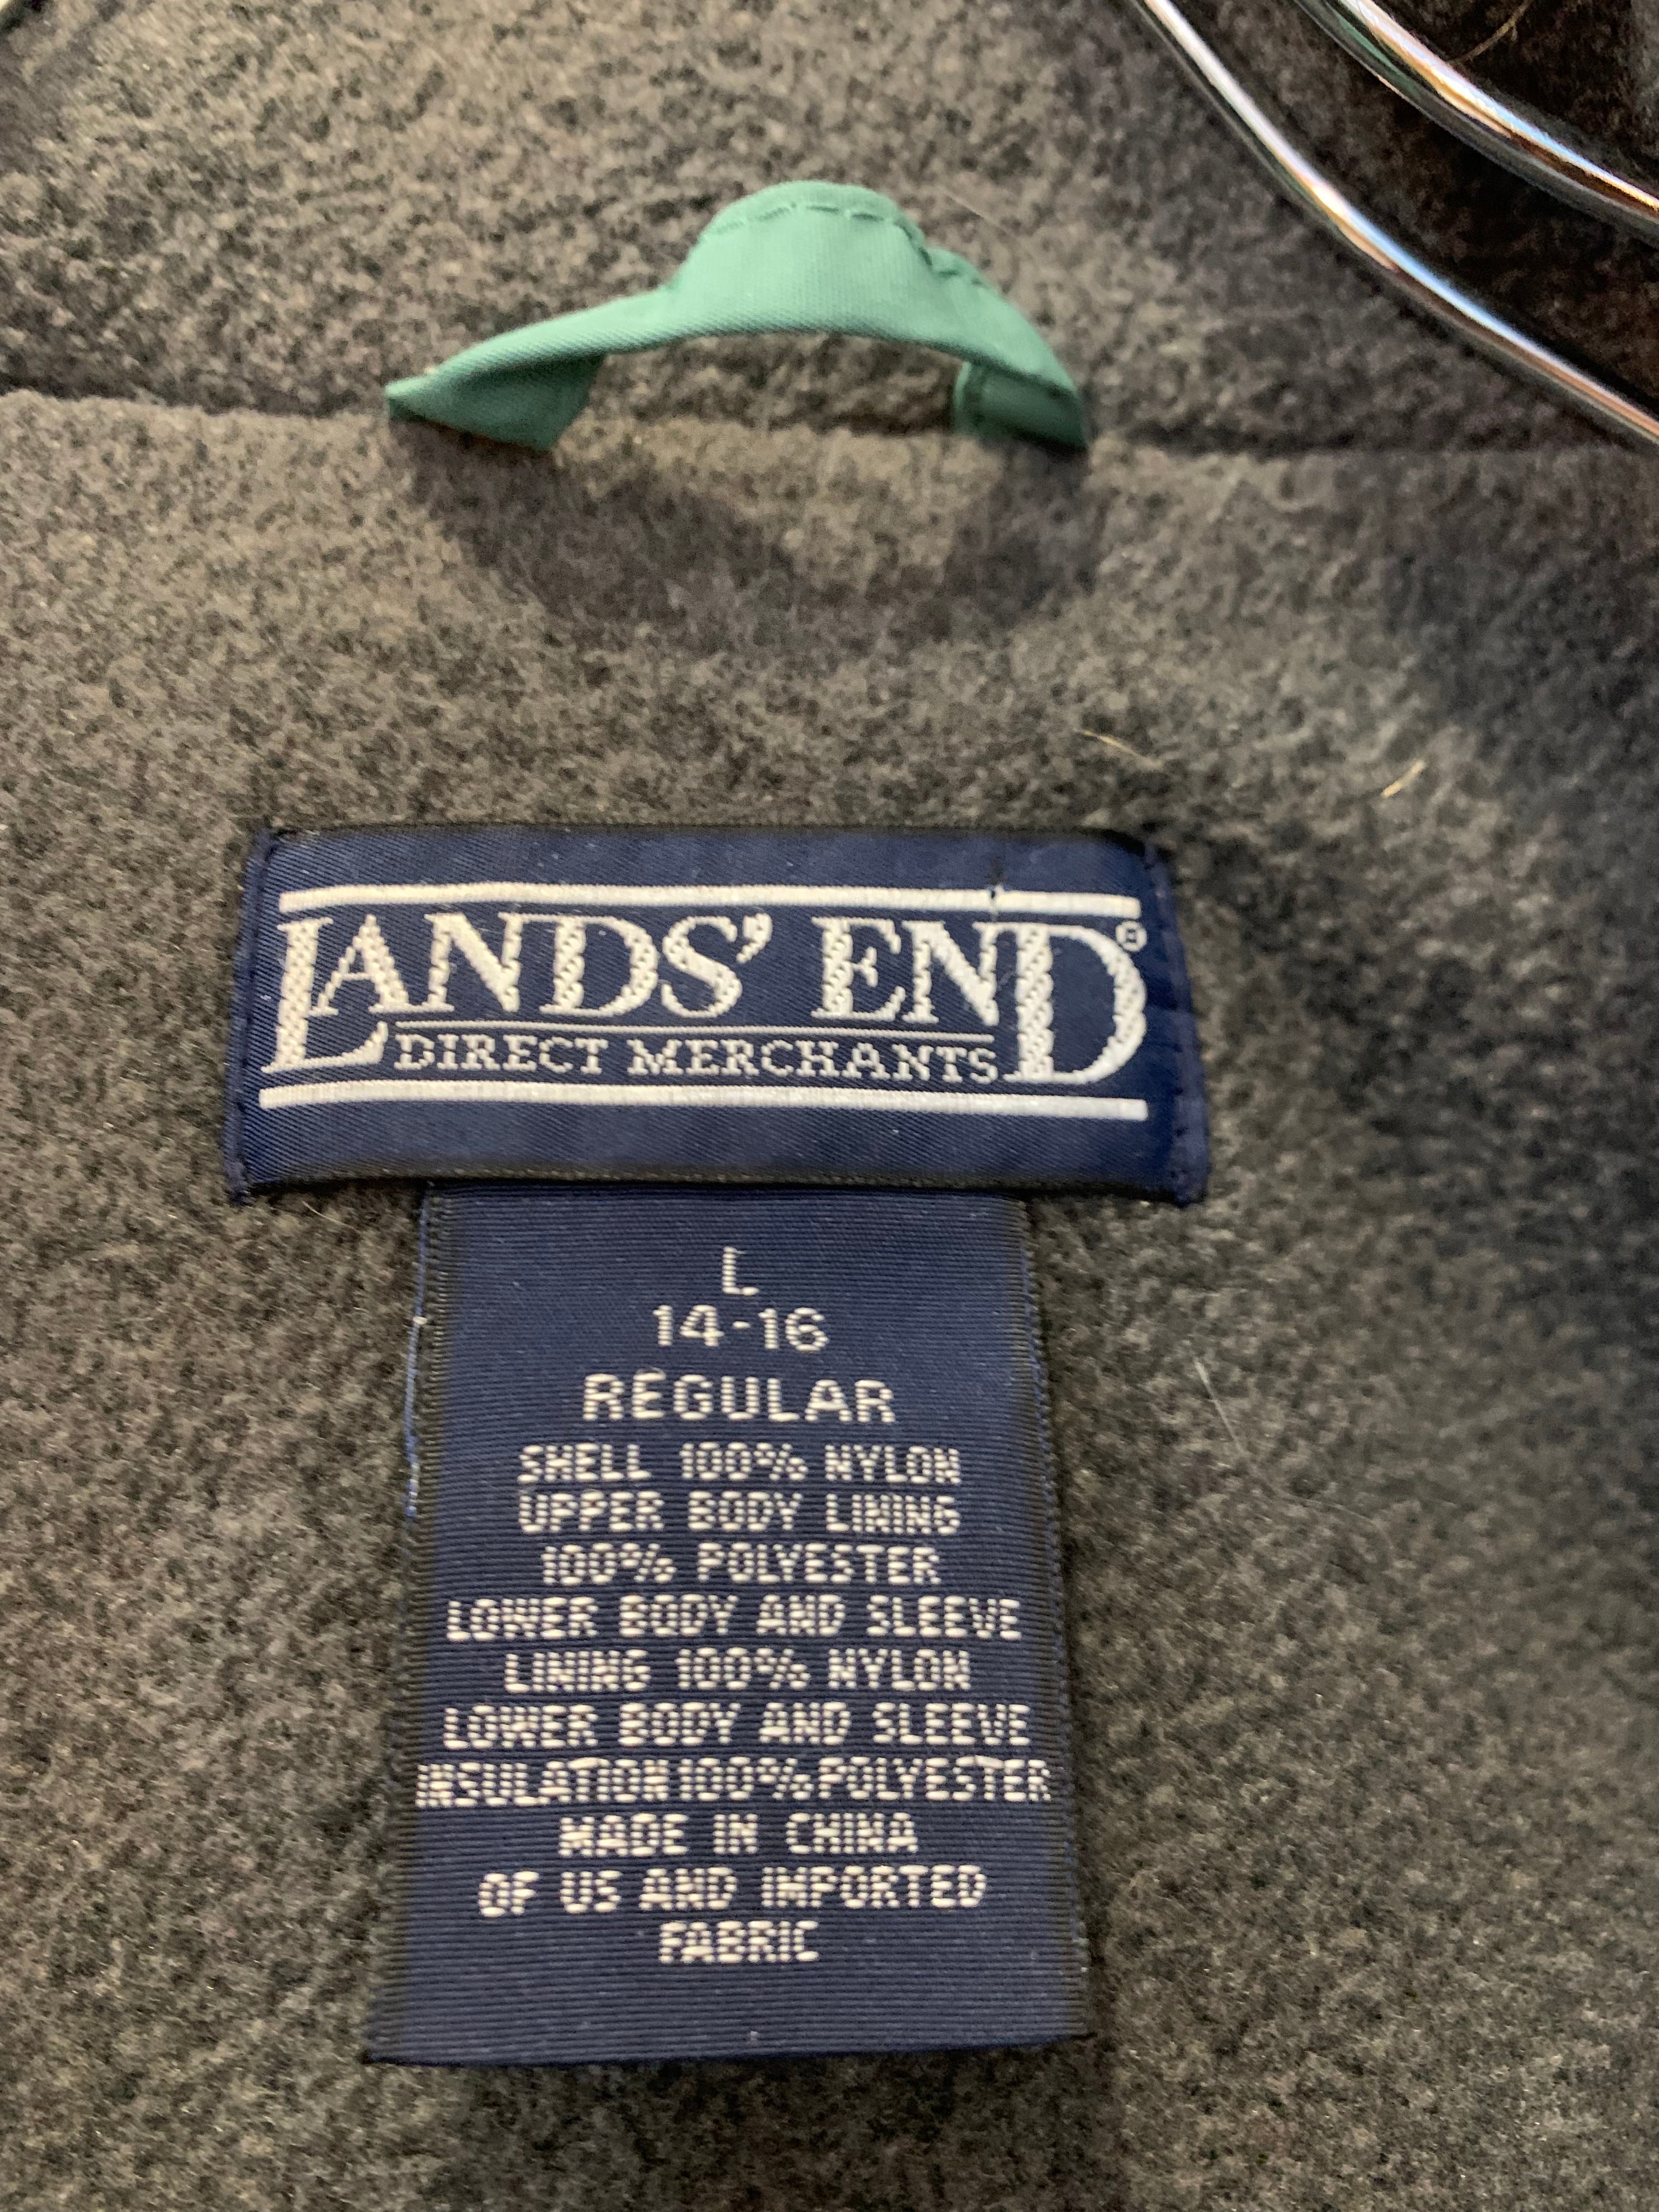 LANDS' END®
DIRECT MERCHANTS
L
14-16
REGULAR
SHELL 100% NYLON
UPPER BODY LINING
100% POLYESTER
LOWER BODY AND SLEEVE
LINING 100% NYLON
LOWER BODY AND SLEEVE
INSULATION 100% POLYESTER
MADE IN CHINA
OF US AND IMPORTED
FABRIC